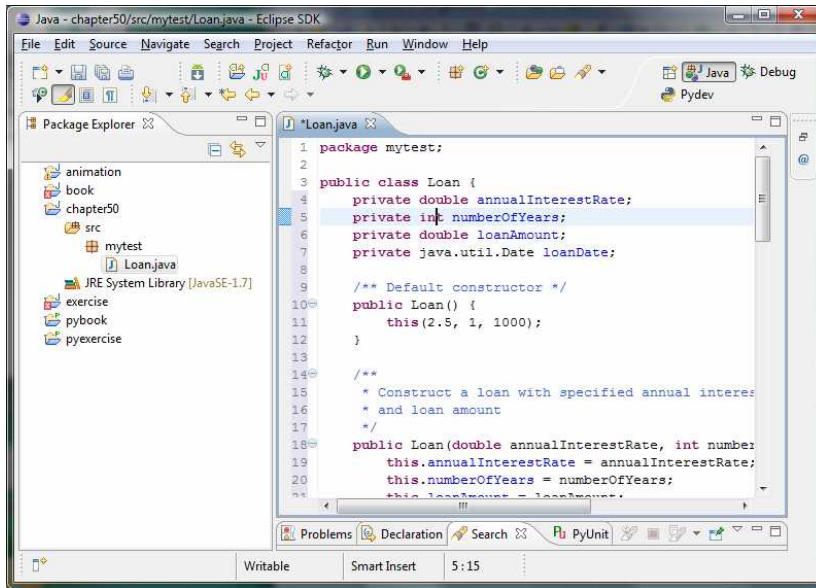 Java - chapter50/src/mytest/Loan.java - Eclipse SDK
File Edit Source Navigate Search Project Refactor Run Window Help
Java Debug
Pydev
Package Explorer
animation
book
chapter50
src
mytest
Loan.java
JRE System Library [JavaSE-1.7]
exercise
pybook
pyexercise
*Loan.java
1 package mytest;
2
3 public class Loan {
4 private double annualInterestRate;
5 private int numberOfYears;
6 private double loanAmount;
7 private java.util.Date loanDate;
8
9 /** Default constructor */
10 public Loan() {
11 this(2.5, 1, 1000);
12 }
13
14 /**
15 * Construct a loan with specified annual interes
16 * and loan amount
17 */
18 public Loan(double annualInterestRate, int number
19 this.annualInterestRate = annualInterestRate;
20 this.numberOfYears = numberOfYears;
21 this.loanAmount = loanAmount;
Problems Declaration Search Pu PyUnit
Writable Smart Insert 5:15